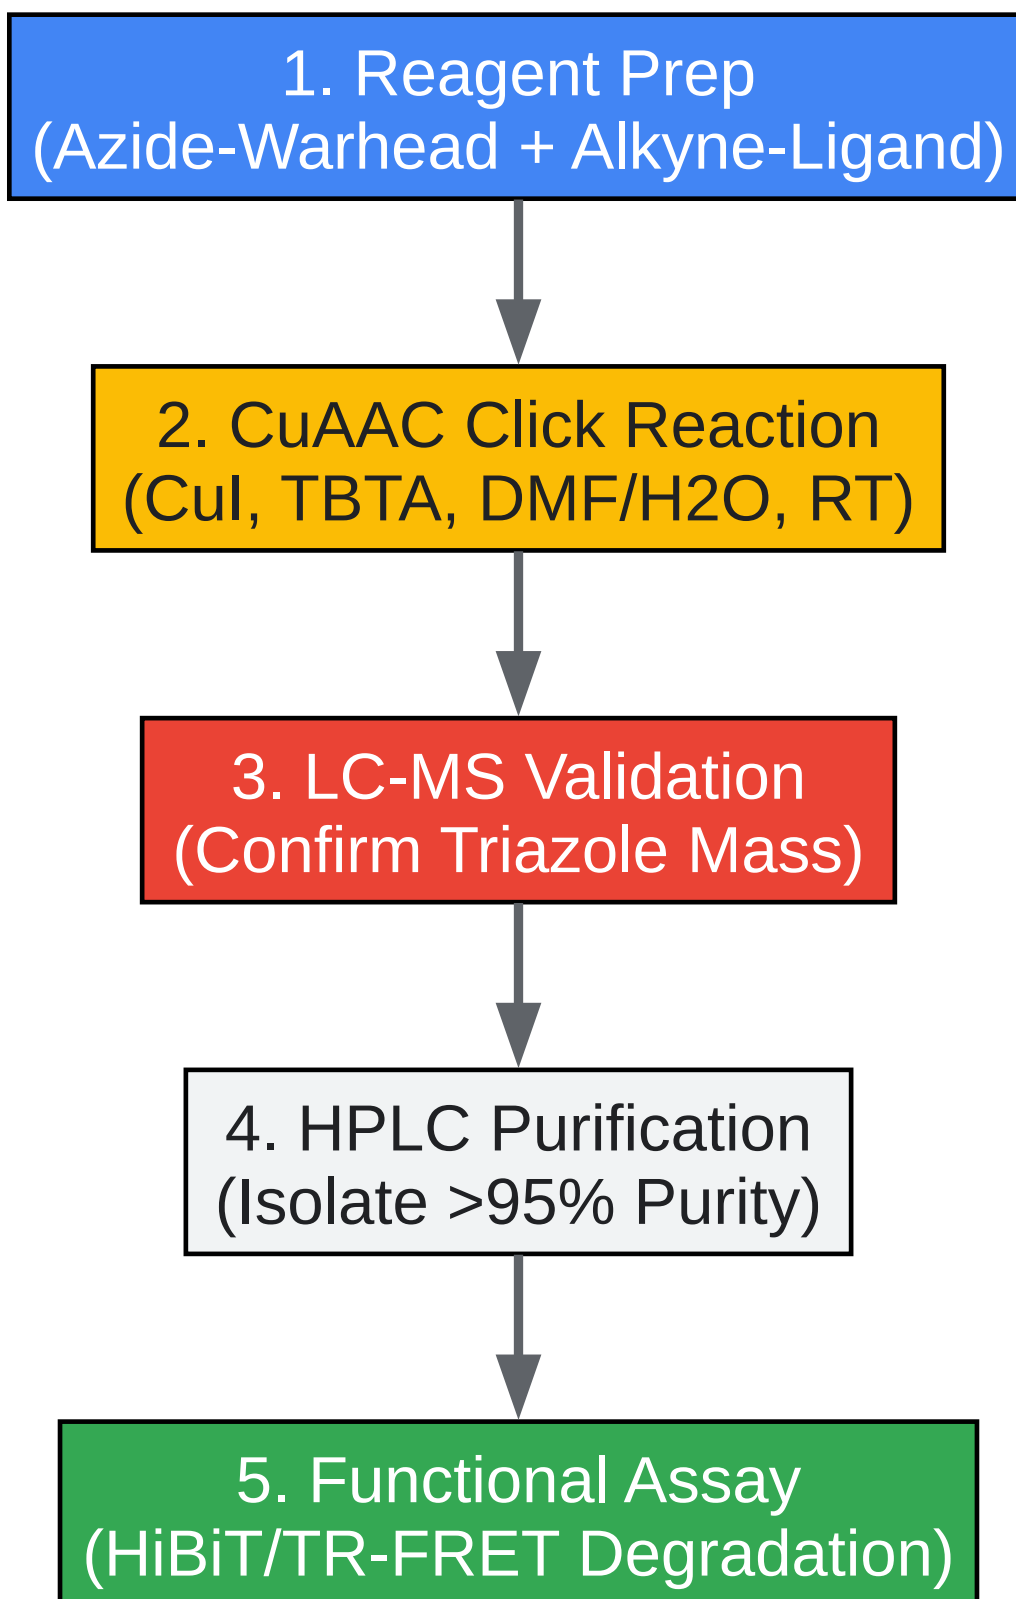 1. Reagent Prep
(Azide-Warhead + Alkyne-Ligand)
2. CuAAC Click Reaction
(CuI, TBTA, DMF/H2O, RT)
3. LC-MS Validation
(Confirm Triazole Mass)
4. HPLC Purification
(Isolate >95% Purity)
5. Functional Assay
(HiBiT/TR-FRET Degradation)